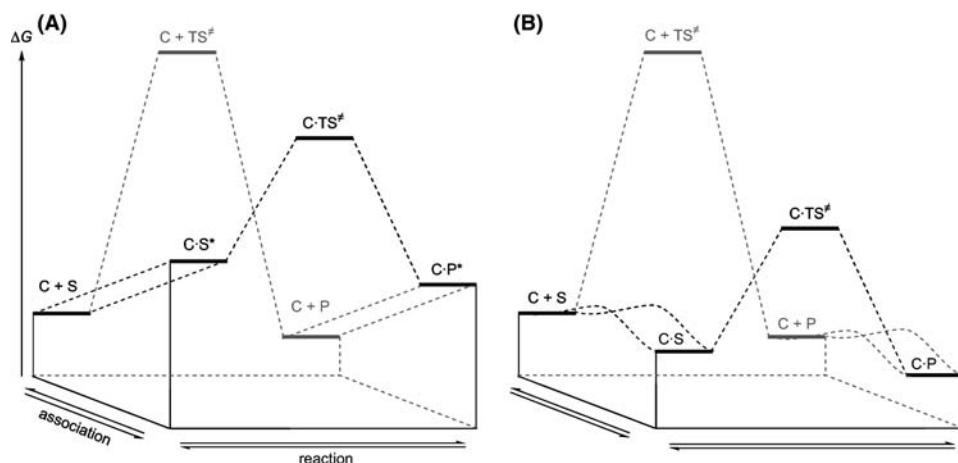 (A)
ΔG
C + TS≠
C·TS≠
C·S*
C + S
C·P*
C + P
association
reaction
(B)
C + TS≠
C·TS≠
C + S
C·S
C + P
C·P